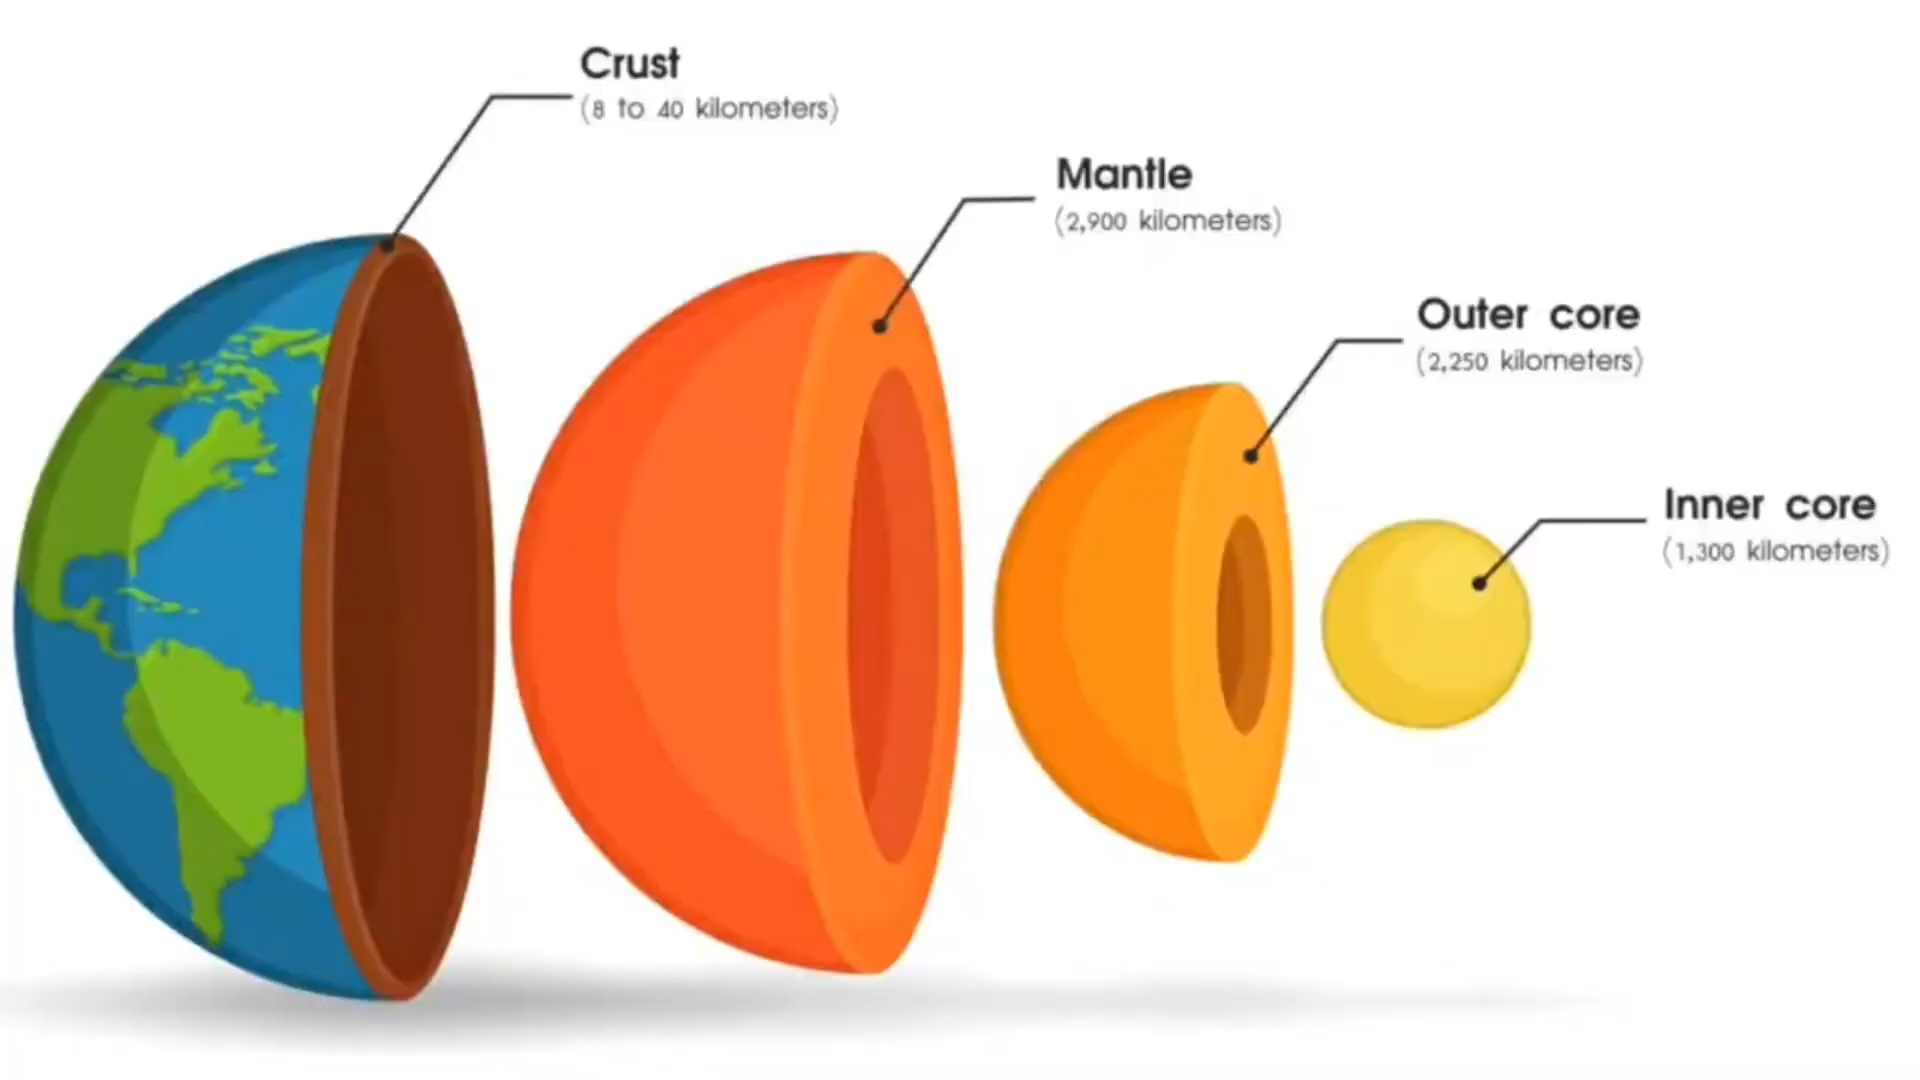 Crust
(8 to 40 kilometers)
Mantle
(2,900 kilometers)
Outer core
(2,250 kilometers)
Inner core
(1,300 kilometers)